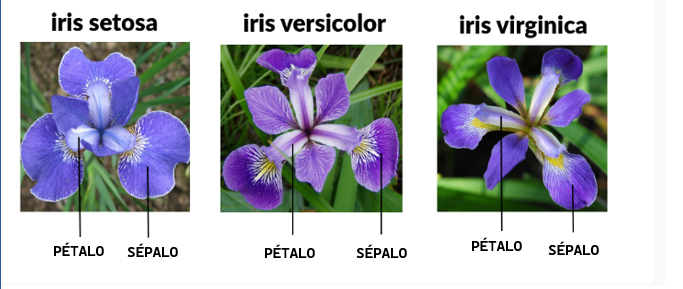 iris setosa
iris versicolor
iris virginica
PÉTALO
SÉPALO
PÉTALO
SÉPALO
PÉTALO
SÉPALO